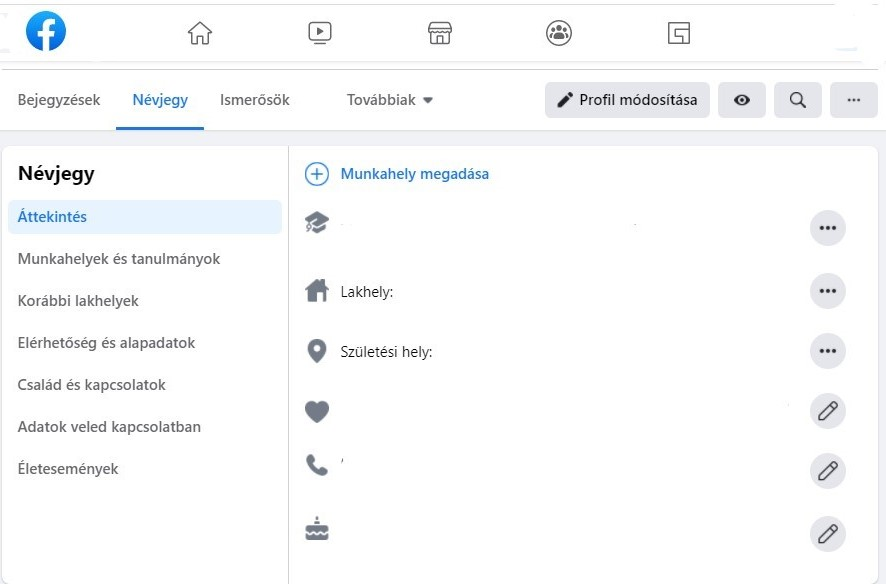 Bejegyzések Névjegy Ismerősök Továbbiak Profil módosítása
Névjegy
Áttekintés
Munkahelyek és tanulmányok
Korábbi lakhelyek
Elérhetőség és alapadatok
Család és kapcsolatok
Adatok veled kapcsolatban
Életesemények
Munkahely megadása
Lakhely:
Születési hely: